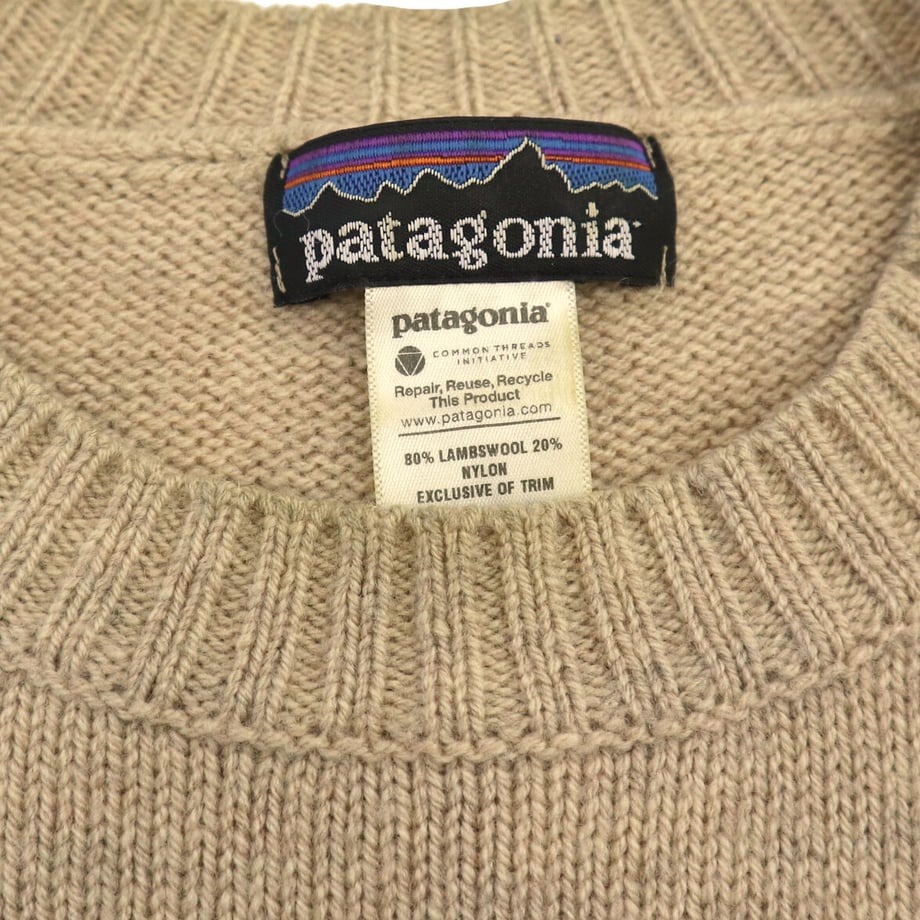 patagonia
patagonia®
COMMON THREADS
INITIATIVE
Repair, Reuse, Recycle
This Product
www.patagonia.com
80% LAMBSWOOL 20%
NYLON
EXCLUSIVE OF TRIM